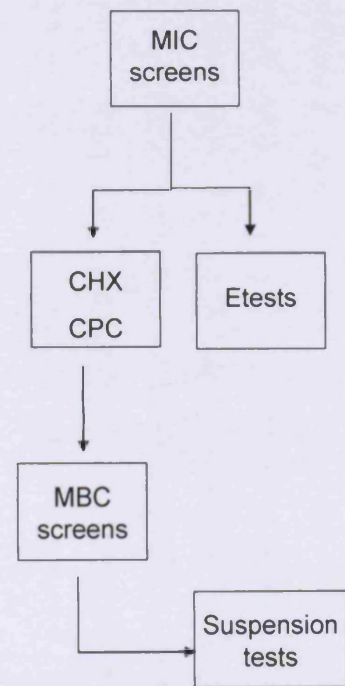 MIC
screens
CHX
CPC
Etests
MBC
screens
Suspension
tests